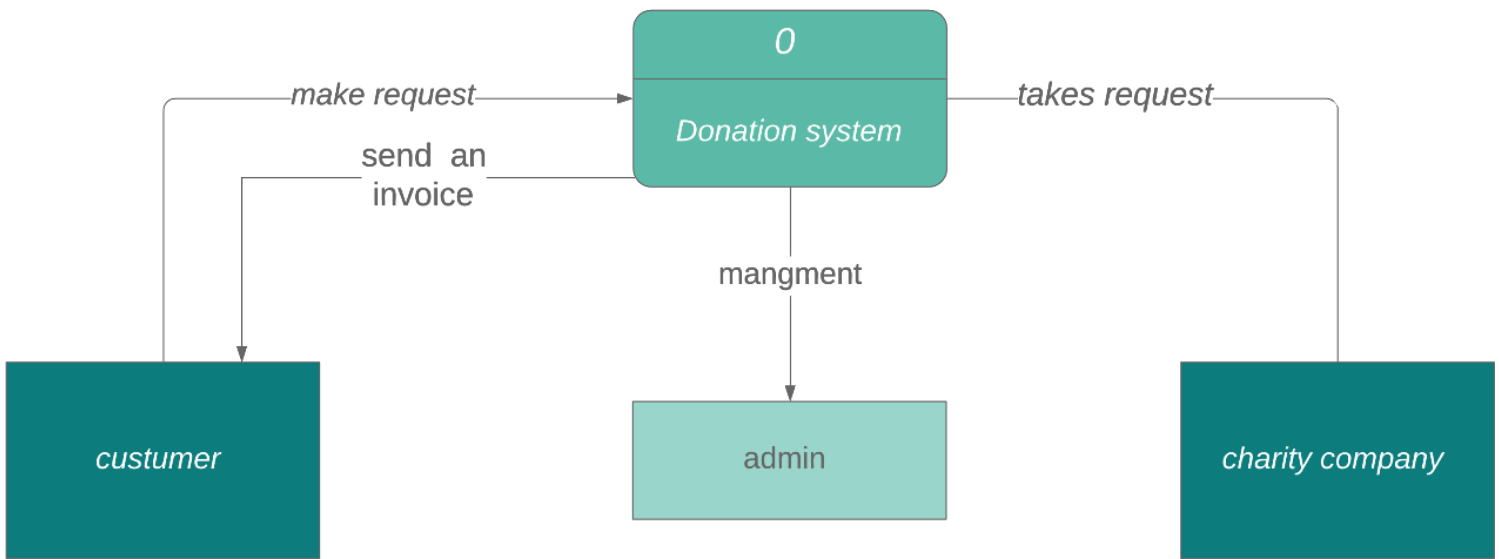 0
make request
takes request
Donation system
send an
invoice
mangment
custumer
admin
charity company